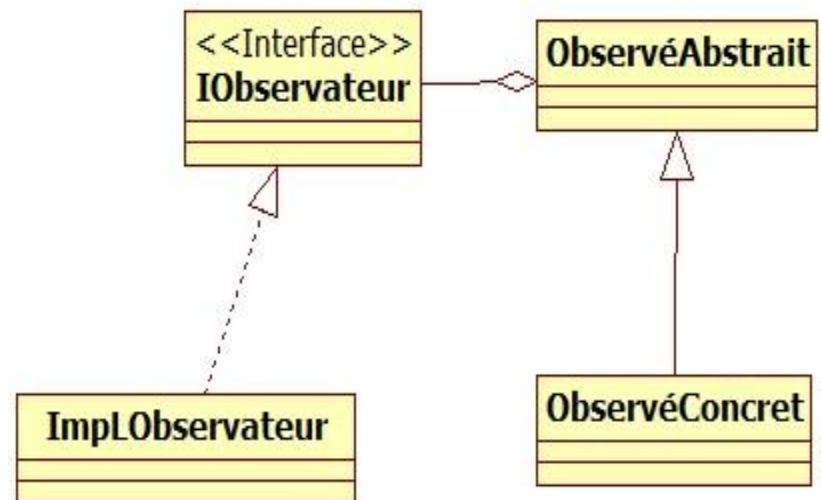 <<Interface>>
IObservateur
ObservéAbstrait
ImpLObservateur
ObservéConcret